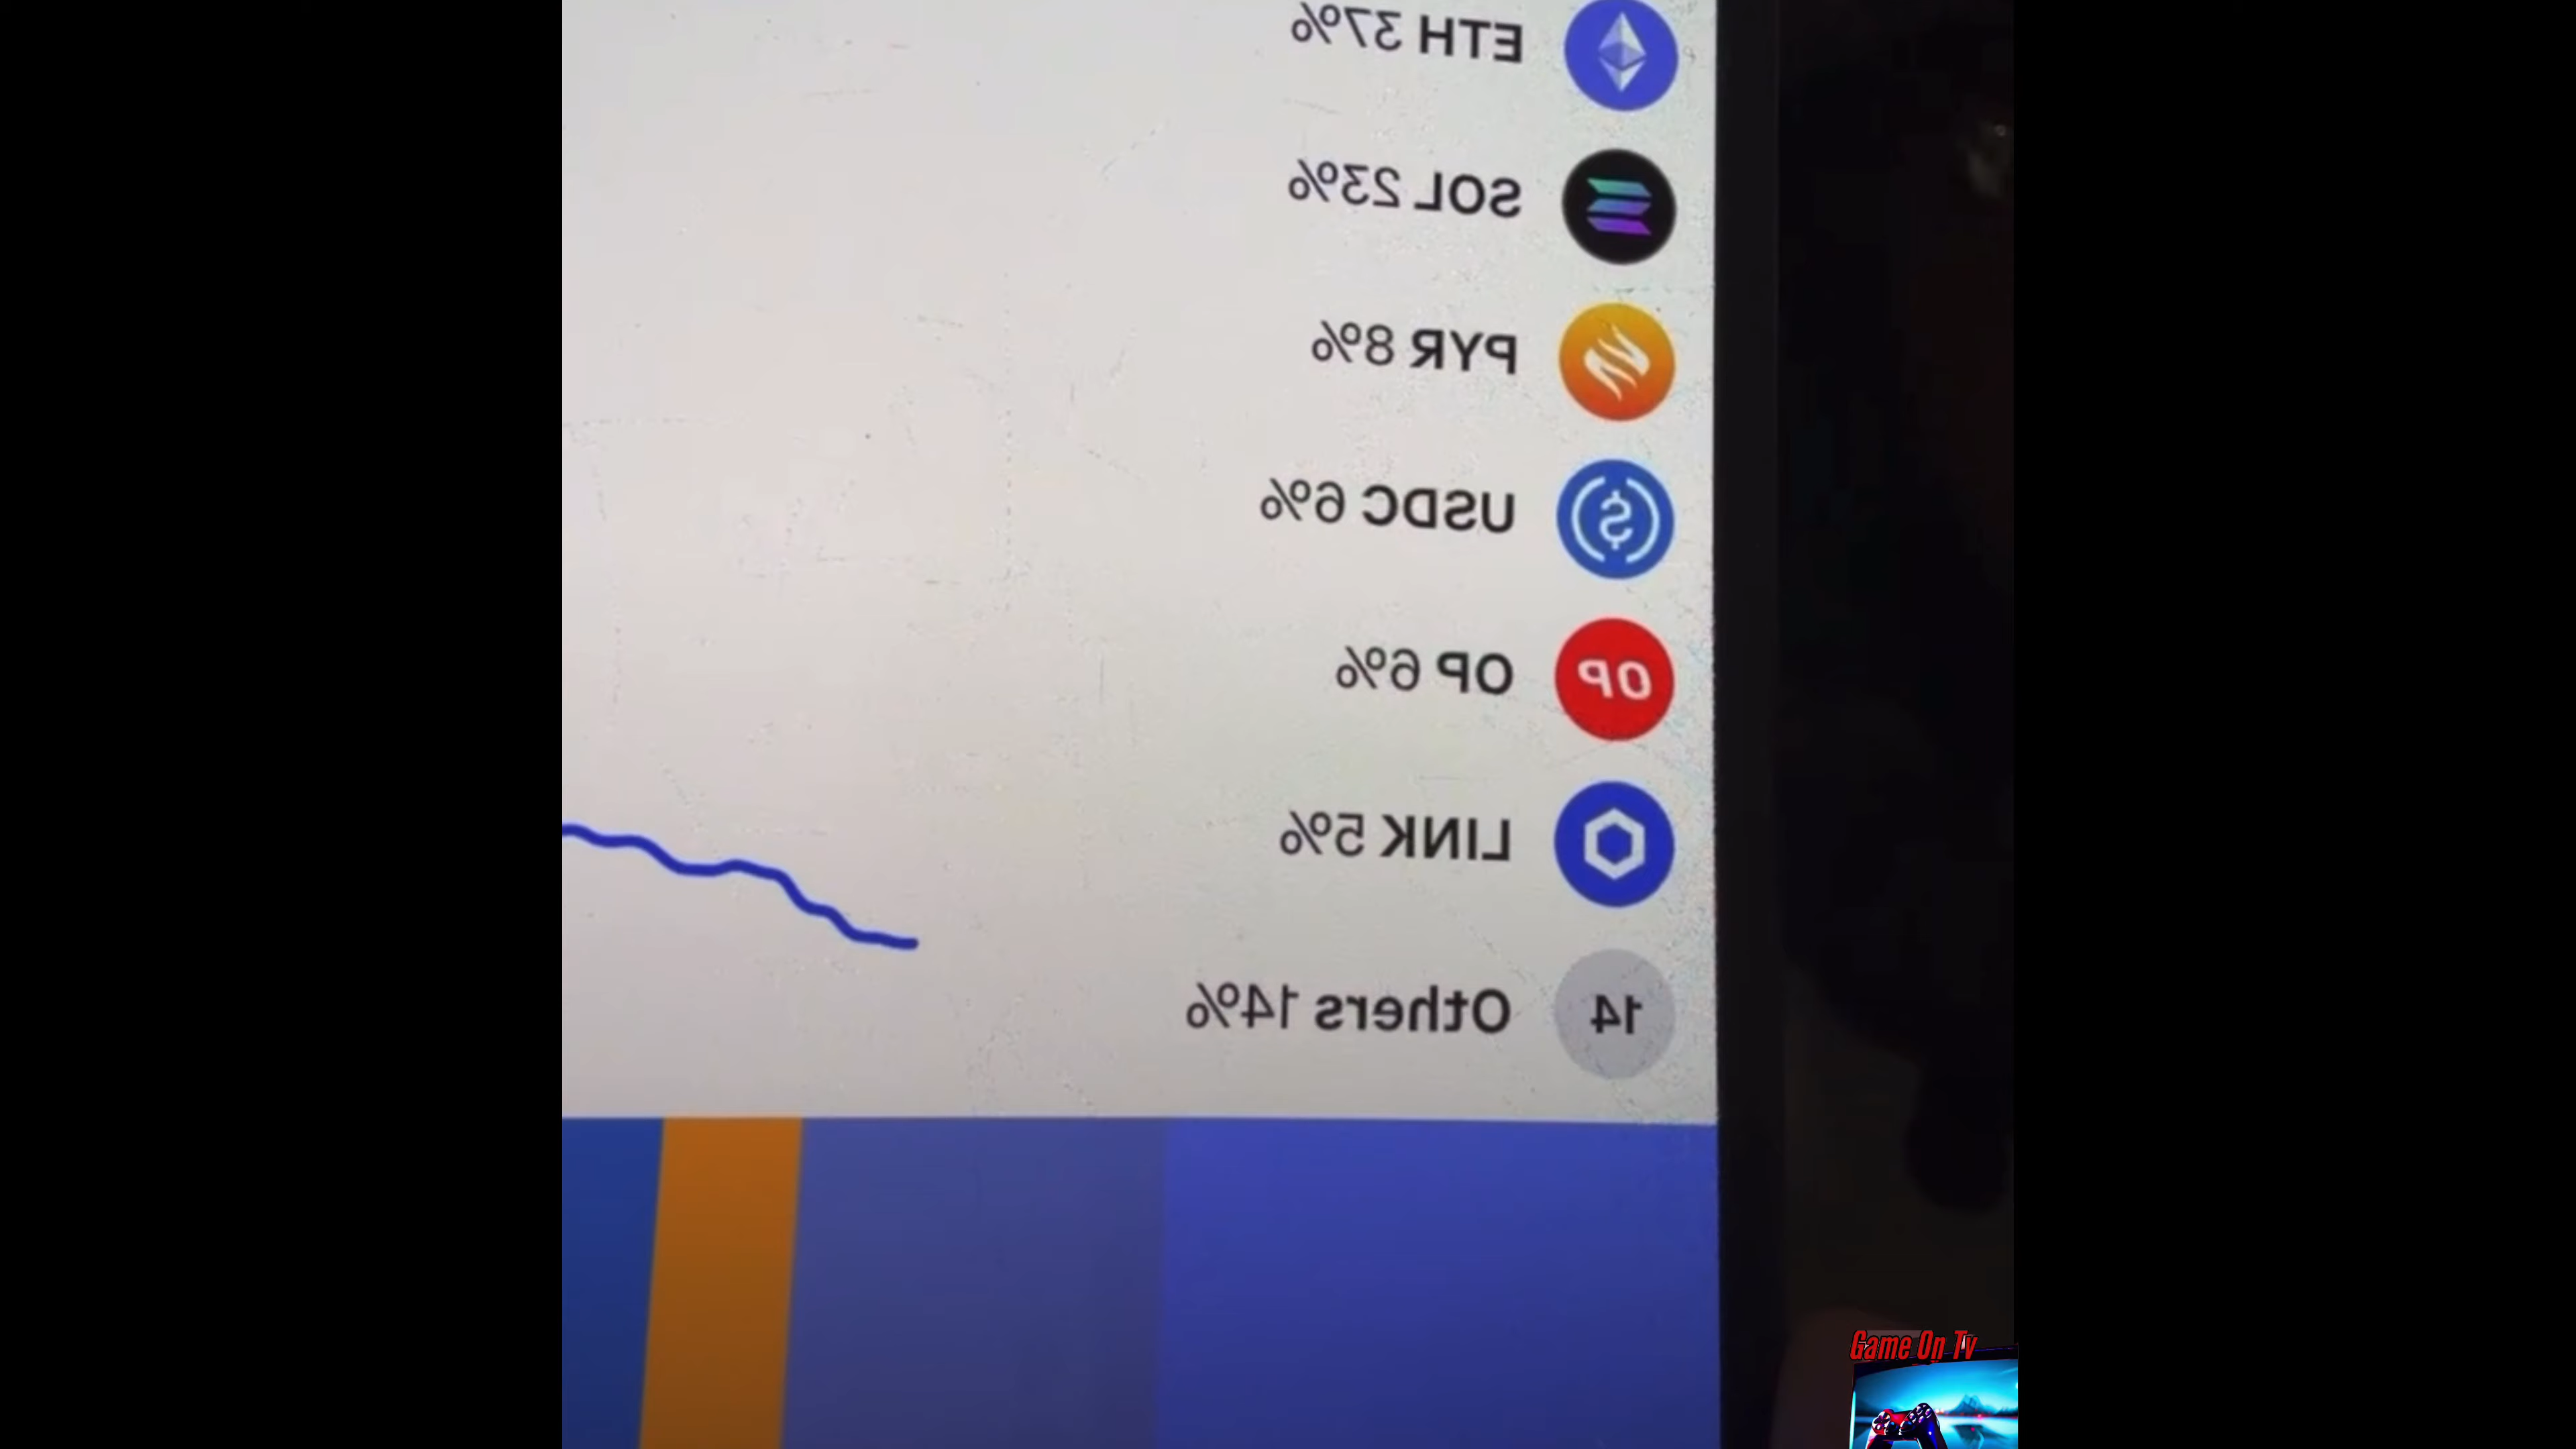 ETH 37%
SOL 23%
PYR 8%
USDC 6%
OP OP 6%
LINK 5%
14 Others 14%
Game On Tv